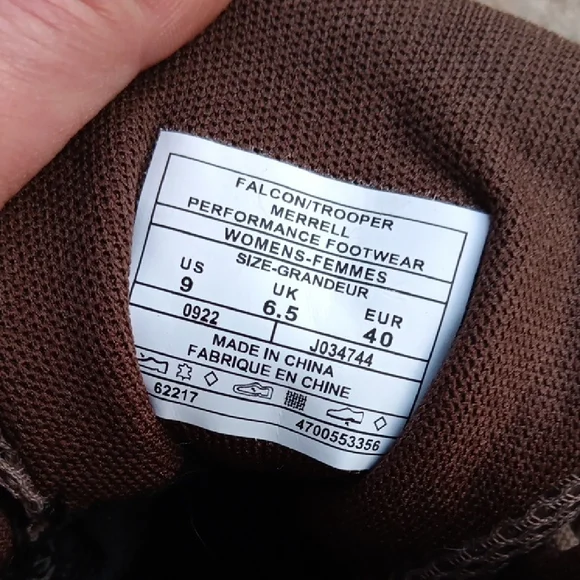 FALCON/TROOPER
MERRELL
PERFORMANCE FOOTWEAR
WOMENS-FEMMES
SIZE-GRANDEUR
US UK EUR
9 6.5 40
0922 J034744
MADE IN CHINA
FABRIQUE EN CHINE
62217 4700553356